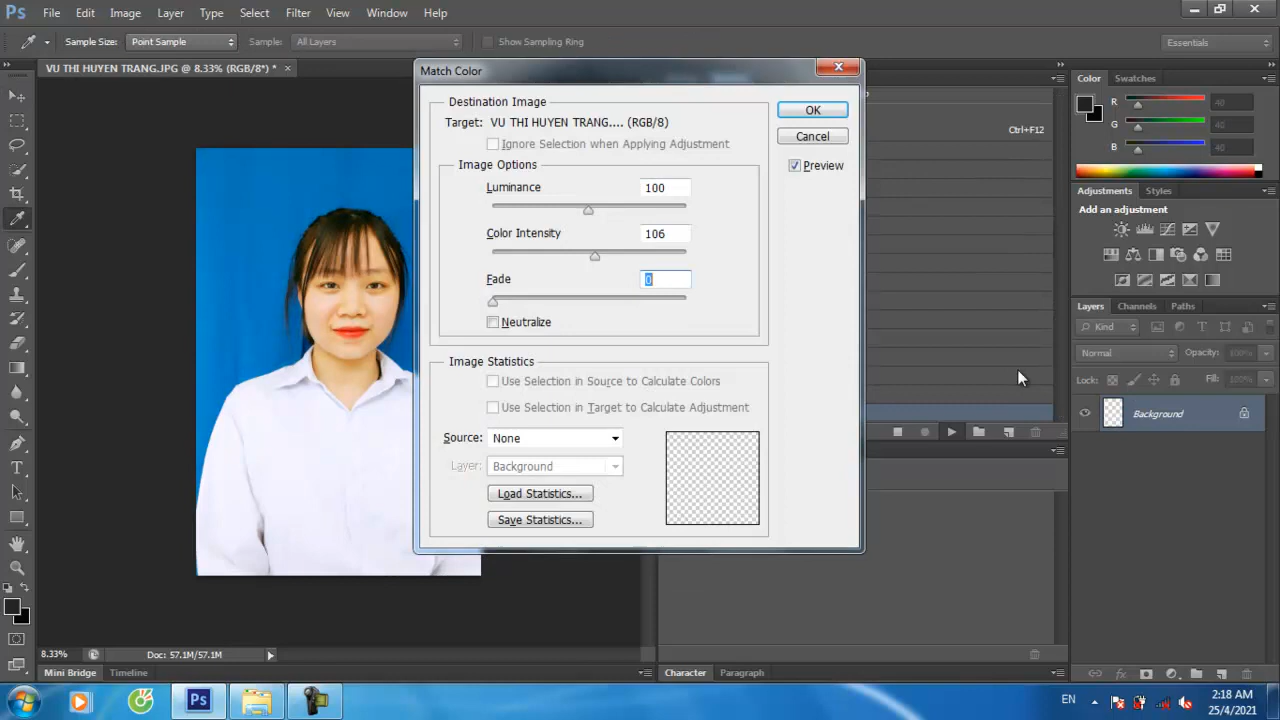 Ps File Edit Image Layer Type Select Filter View Window Help
Sample Size: Point Sample Sample: All Layers Show Sampling Ring Essentials
VU THI HUYEN TRANG.JPG @ 8.33% (RGB/8*) * ×
Match Color
Destination Image
Target: VU THI HUYEN TRANG.... (RGB/8)
Ignore Selection when Applying Adjustment
Image Options
Luminance 100
Color Intensity 106
Fade 0
Neutralize
Image Statistics
Use Selection in Source to Calculate Colors
Use Selection in Target to Calculate Adjustment
Source: None
Layer: Background
Load Statistics...
Save Statistics...
OK
Cancel
Preview
Ctrl+F12
Color Swatches
R 40
G 40
B 40
Adjustments Styles
Add an adjustment
Layers Channels Paths
Kind
Normal Opacity: 100%
Lock: Fill: 100%
Background
8.33% Doc: 57.1M/57.1M
Mini Bridge Timeline Character Paragraph
Ps
EN
2:18 AM
25/4/2021